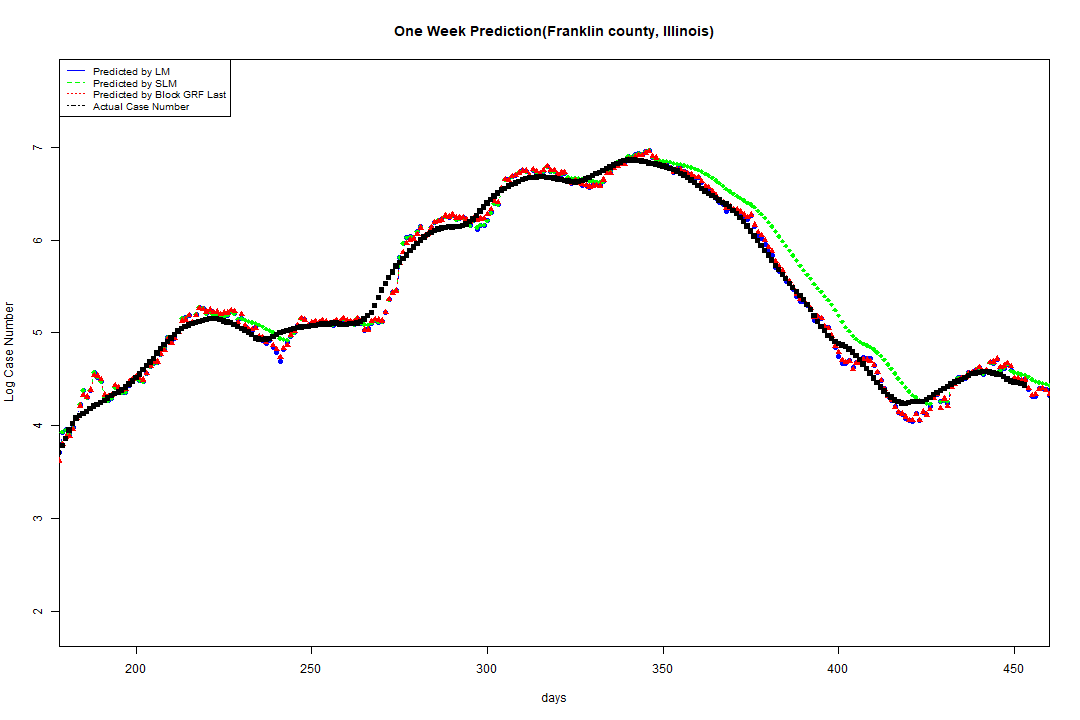 One Week Prediction(Franklin county, Illinois)
Predicted by LM
Predicted by SLM
Predicted by Block GRF Last
Actual Case Number
Log Case Number
7
6
5
4
3
2
200 250 300 350 400 450
days